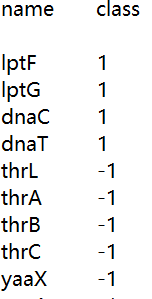 name class
lptF 1
lptG 1
dnaC 1
dnaT 1
thrL -1
thrA -1
thrB -1
thrC -1
yaaX -1